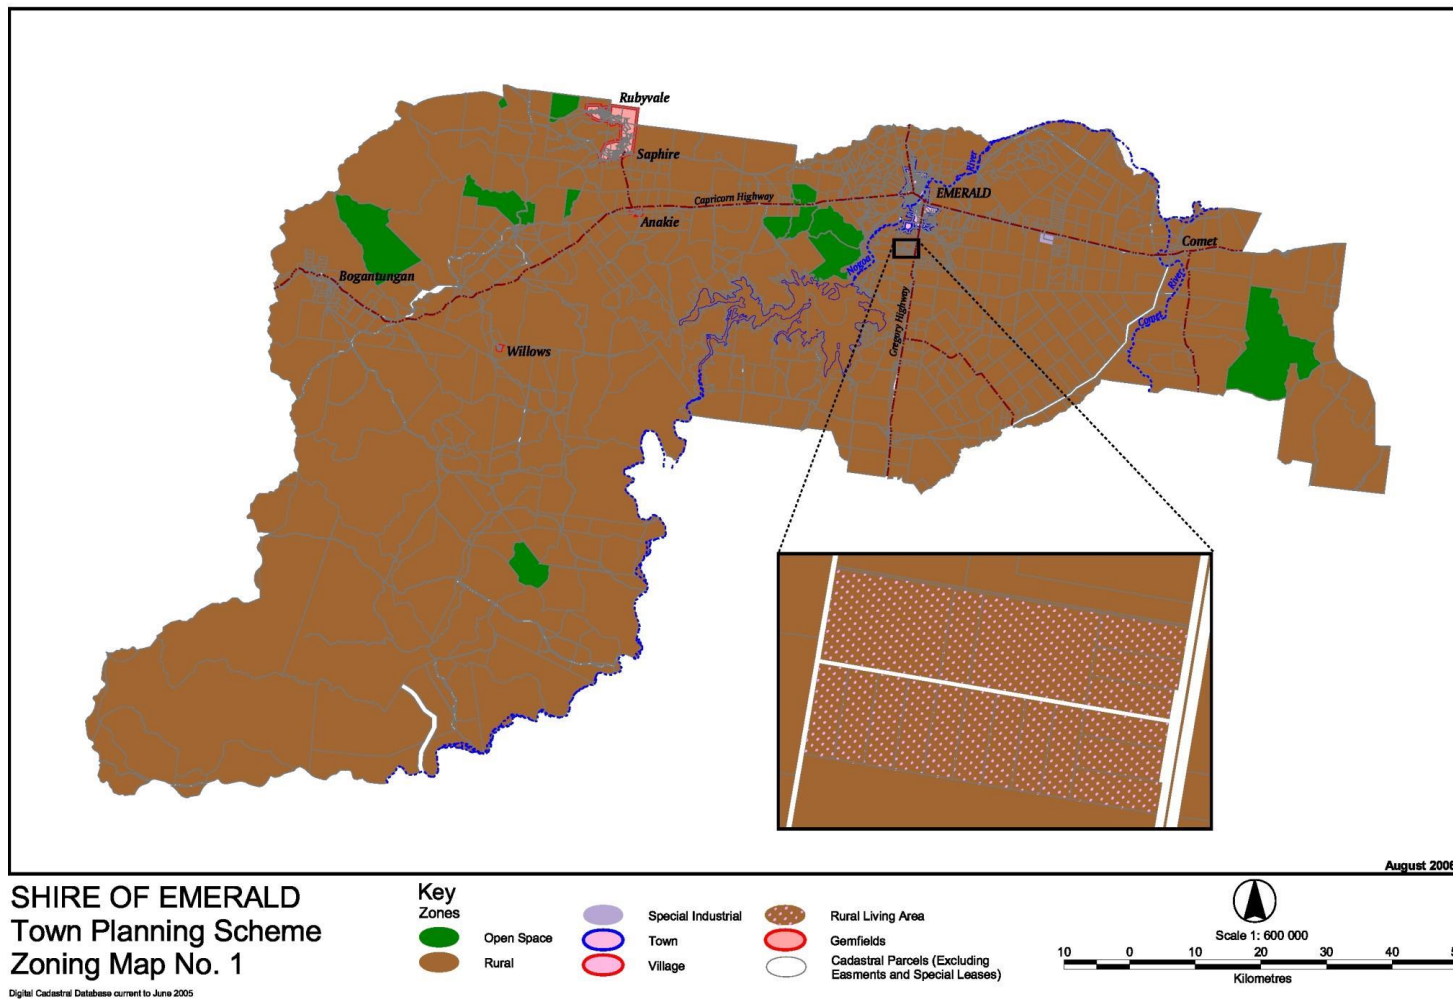 Rubyvale
Saphire
River
EMERALD
Capricorn Highway
Anakie
Comet
Nogoa
Bogantungan
River
Comet
Gregory Highway
Willows
August 2006
SHIRE OF EMERALD
Town Planning Scheme
Zoning Map No. 1
Digital Cadastral Database current to June 2005
Key
Zones
Open Space
Rural
Special Industrial
Town
Village
Rural Living Area
Gemfields
Cadastral Parcels (Excluding
Easments and Special Leases)
Scale 1: 600 000
10 0 10 20 30 40
Kilometres